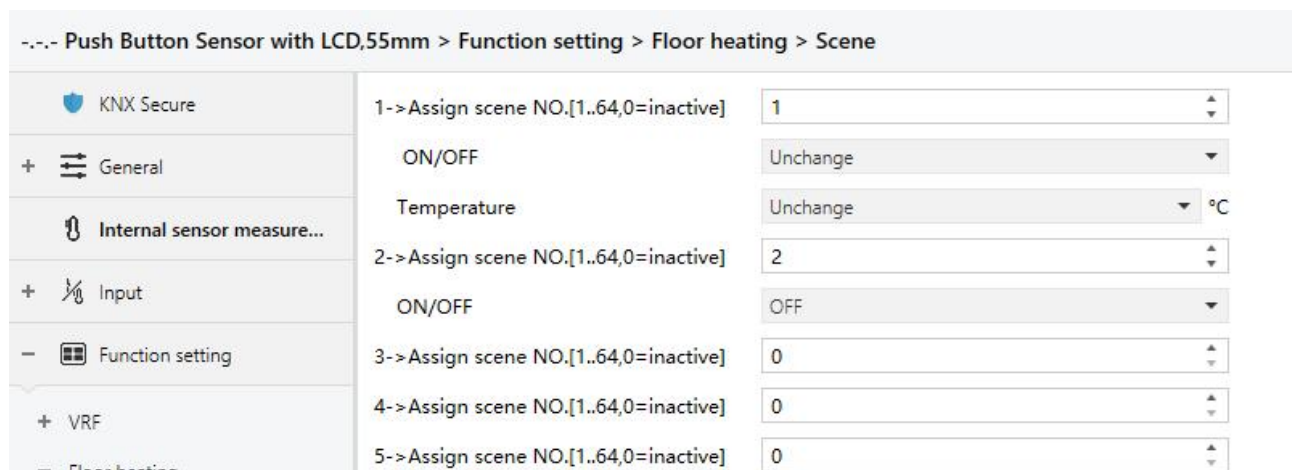 -.-.- Push Button Sensor with LCD,55mm > Function setting > Floor heating > Scene
KNX Secure
+ General
Internal sensor measure...
+ Input
- Function setting
+ VRF
- Floor heating
1->Assign scene NO.[1..64,0=inactive] 1
ON/OFF Unchange
Temperature Unchange °C
2->Assign scene NO.[1..64,0=inactive] 2
ON/OFF OFF
3->Assign scene NO.[1..64,0=inactive] 0
4->Assign scene NO.[1..64,0=inactive] 0
5->Assign scene NO.[1..64,0=inactive] 0